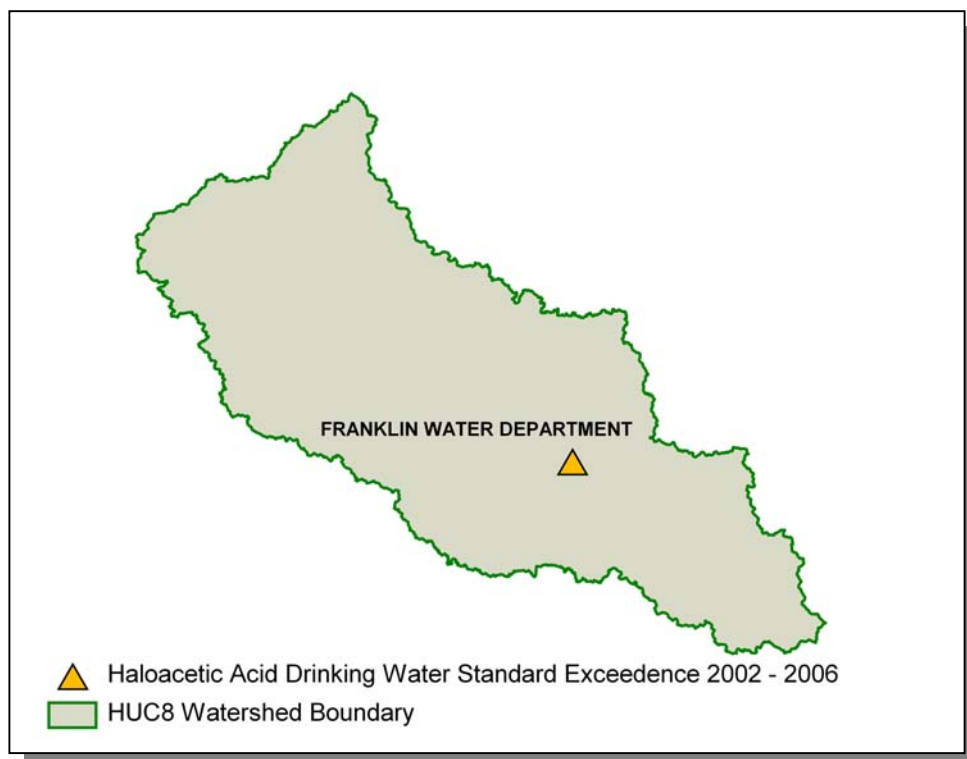 FRANKLIN WATER DEPARTMENT
Haloacetic Acid Drinking Water Standard Exceedence 2002 - 2006
HUC8 Watershed Boundary